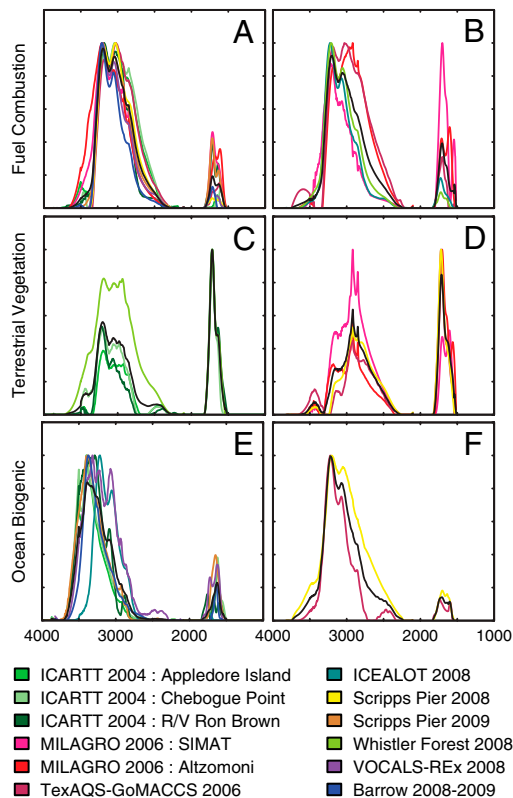 Fuel Combustion
A
B
Terrestrial Vegetation
C
D
Ocean Biogenic
E
F
4000 3000 2000 4000 3000 2000 1000
ICARTT 2004 : Appledore Island
ICARTT 2004 : Chebogue Point
ICARTT 2004 : R/V Ron Brown
MILAGRO 2006 : SIMAT
MILAGRO 2006 : Altzomoni
TexAQS-GoMACCS 2006
ICEALOT 2008
Scripps Pier 2008
Scripps Pier 2009
Whistler Forest 2008
VOCALS-REx 2008
Barrow 2008-2009